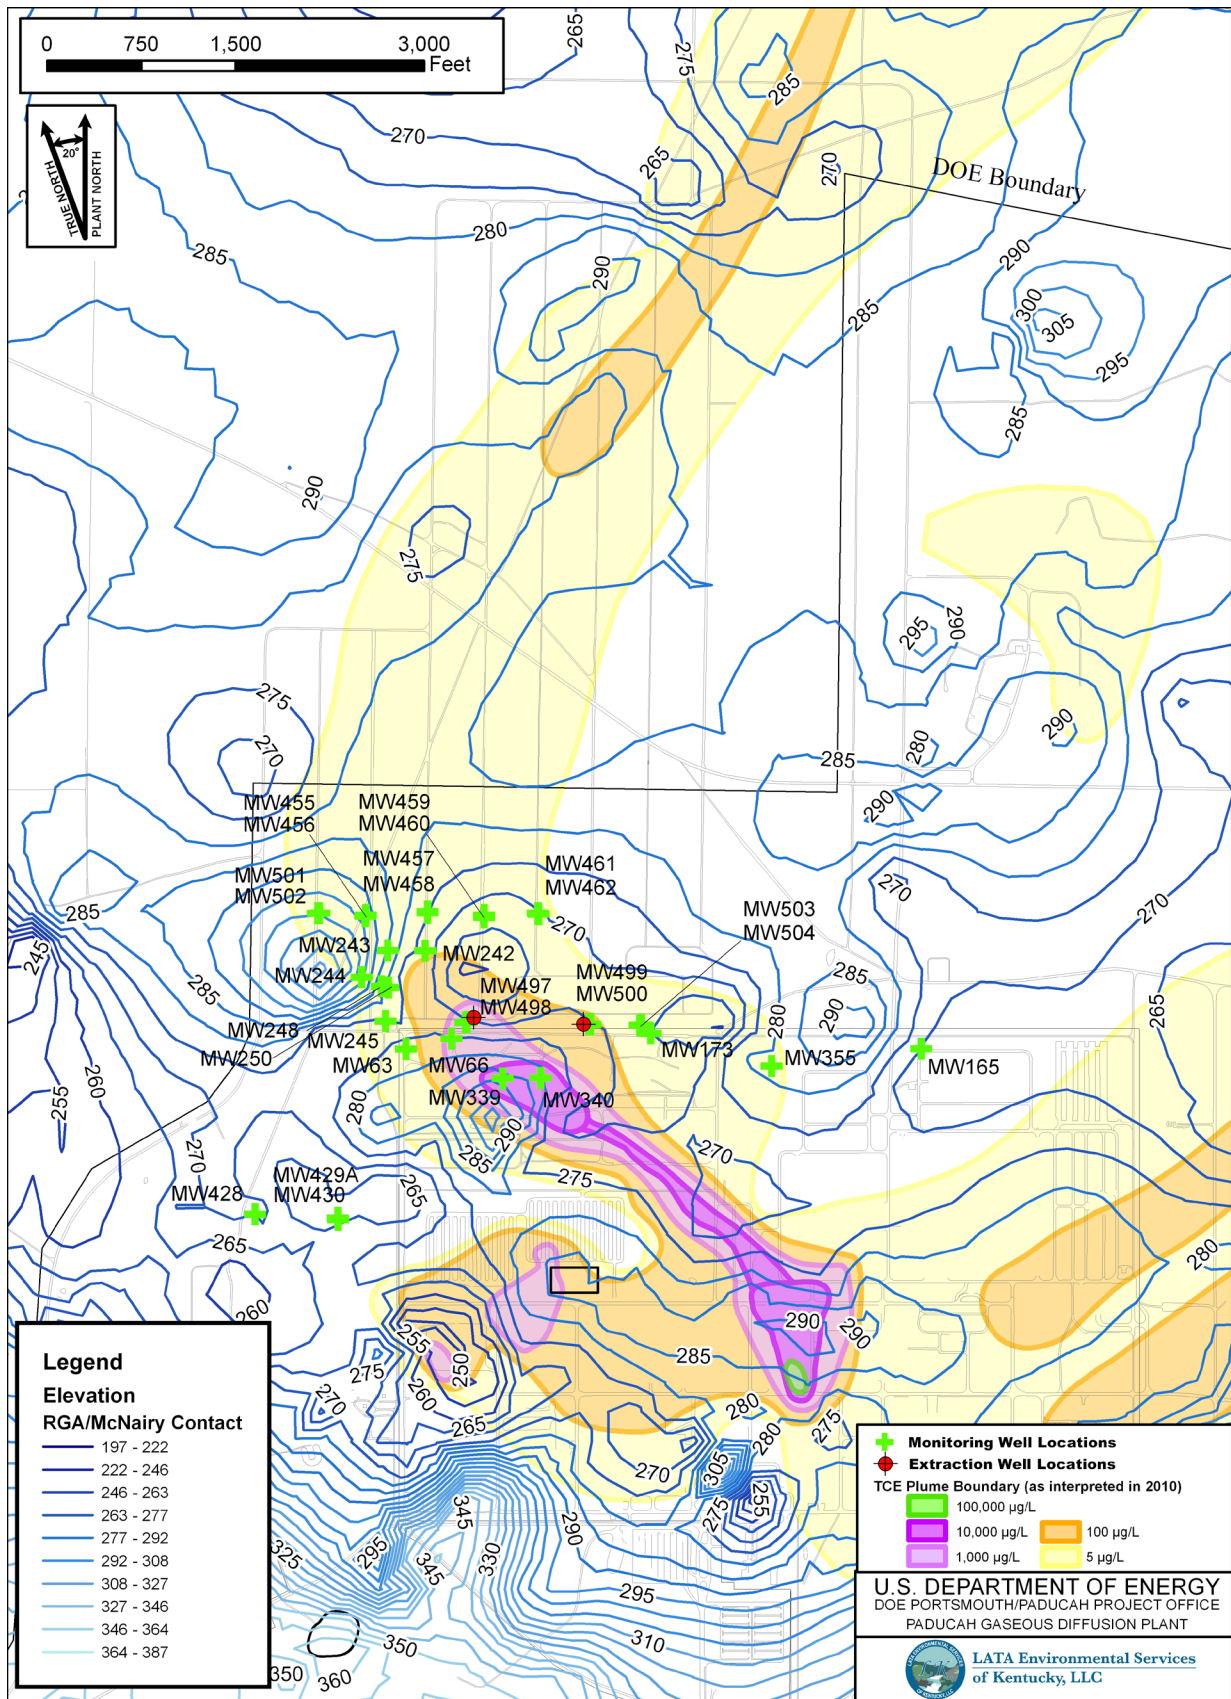 0 750 1,500 3,000
Feet
20°
TRUE NORTH
PLANT NORTH
DOE Boundary
265
275
285
270
265
270
280
285
290
290
285
300
305
295
285
290
275
295
290
275
270
290
280
285
290
MW455
MW456
MW459
MW460
MW457
MW458
MW461
MW462
MW501
MW502
270
270
MW503
MW504
285
270
245
MW243
MW242
MW244
MW499
MW500
MW497
MW498
285
285
290
280
265
MW248
MW250
MW245
MW63
MW66
MW173
MW355
MW165
MW339
MW340
260
255
280
290
285
270
270
275
MW429A
MW430
MW428
265
265
280
260
290
290
255
250
285
275
260
270
265
280
280
275
270
305
255
275
345
290
325
295
345
330
295
310
350
350
360
Legend
Elevation
RGA/McNairy Contact
197 - 222
222 - 246
246 - 263
263 - 277
277 - 292
292 - 308
308 - 327
327 - 346
346 - 364
364 - 387
Monitoring Well Locations
Extraction Well Locations
TCE Plume Boundary (as interpreted in 2010)
100,000 µg/L
10,000 µg/L 100 µg/L
1,000 µg/L 5 µg/L
U.S. DEPARTMENT OF ENERGY
DOE PORTSMOUTH/PADUCAH PROJECT OFFICE
PADUCAH GASEOUS DIFFUSION PLANT
LATA ENVIRONMENTAL SERVICES
OF KENTUCKY, LLC
LATA Environmental Services
of Kentucky, LLC